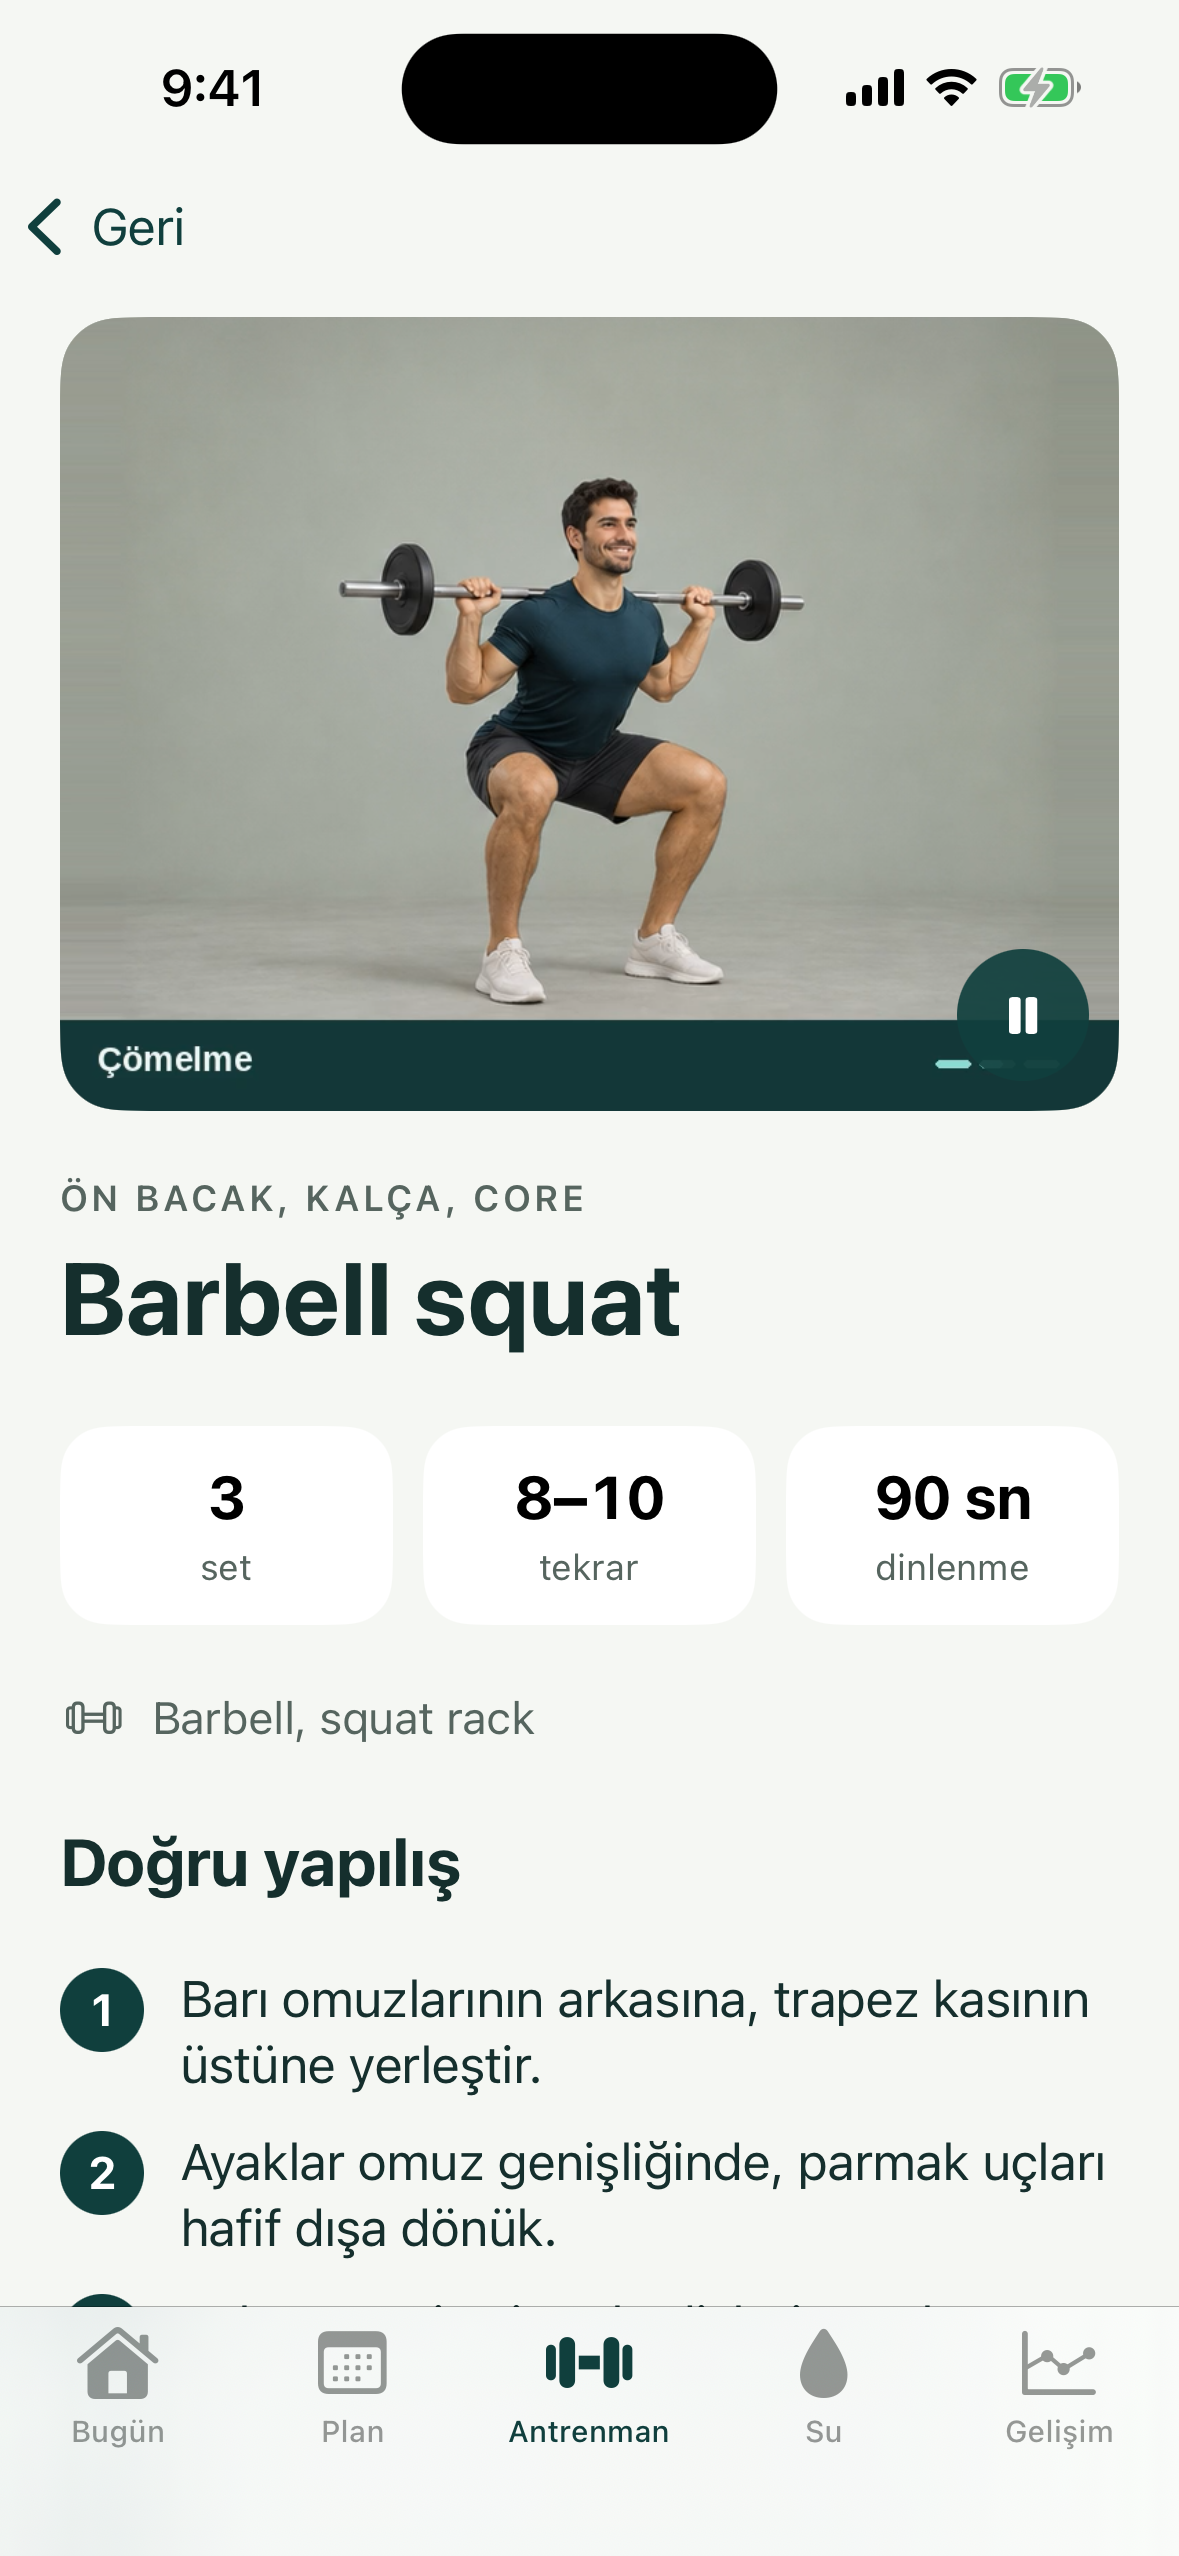 9:41
Geri
Çömelme
ÖN BACAK, KALÇA, CORE
Barbell squat
3
set
8–10
tekrar
90 sn
dinlenme
Barbell, squat rack
Doğru yapılış
1
Barı omuzlarının arkasına, trapez kasının
üstüne yerleştir.
2
Ayaklar omuz genişliğinde, parmak uçları
hafif dışa dönük.
Bugün
Plan
Antrenman
Su
Gelişim